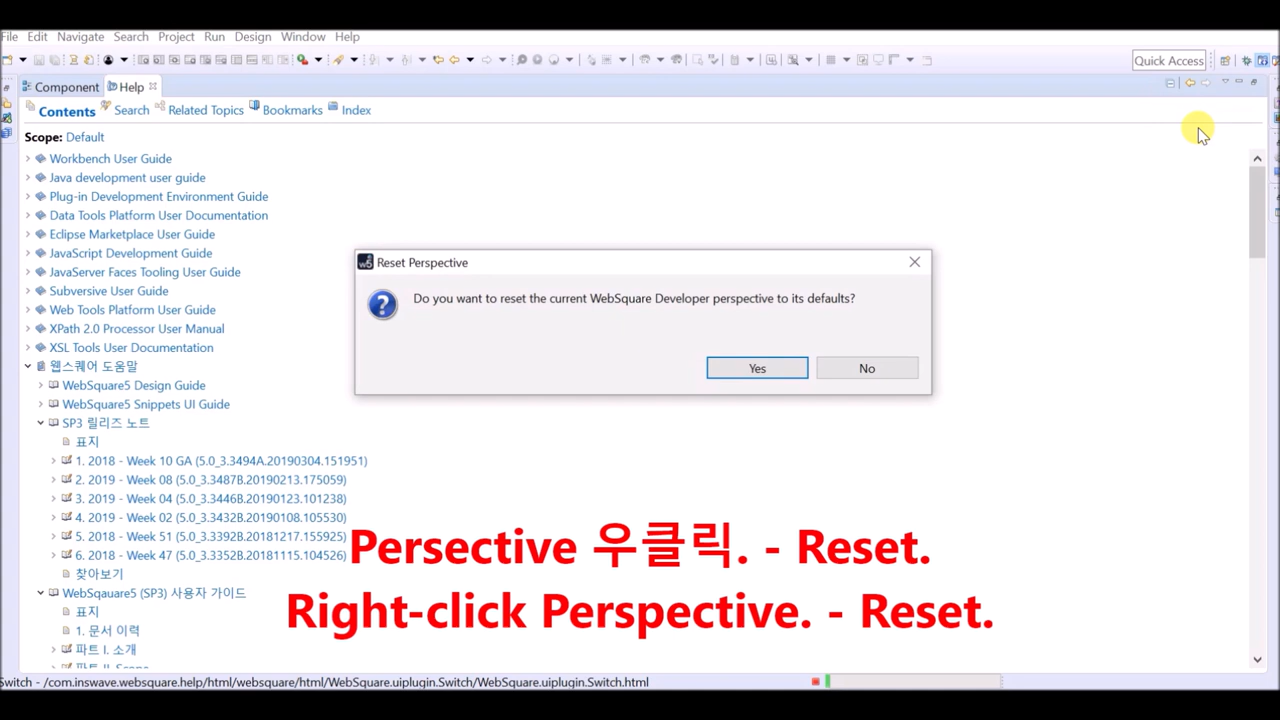 File Edit Navigate Search Project Run Design Window Help
Quick Access
Component Help
Contents Search Related Topics Bookmarks Index
Scope: Default
Workbench User Guide
Java development user guide
Plug-in Development Environment Guide
Data Tools Platform User Documentation
Eclipse Marketplace User Guide
JavaScript Development Guide
JavaServer Faces Tooling User Guide
Subversive User Guide
Web Tools Platform User Guide
XPath 2.0 Processor User Manual
XSL Tools User Documentation
웹스퀘어 도움말
WebSquare5 Design Guide
WebSquare5 Snippets UI Guide
SP3 릴리즈 노트
표지
1. 2018 - Week 10 GA (5.0_3.3494A.20190304.151951)
2. 2019 - Week 08 (5.0_3.3487B.20190213.175059)
3. 2019 - Week 04 (5.0_3.3446B.20190123.101238)
4. 2019 - Week 02 (5.0_3.3432B.20190108.105530)
5. 2018 - Week 51 (5.0_3.3392B.20181217.155925)
6. 2018 - Week 47 (5.0_3.3352B.20181115.104526)
찾아보기
WebSqauare5 (SP3) 사용자 가이드
표지
1. 문서 이력
파트 I. 소개
파트 II. Scope
Reset Perspective
Do you want to reset the current WebSquare Developer perspective to its defaults?
Yes No
Persective 우클릭. - Reset.
Right-click Perspective. - Reset.
Switch - /com.inswave.websquare.help/html/websquare/html/WebSquare.uiplugin.Switch/WebSquare.uiplugin.Switch.html